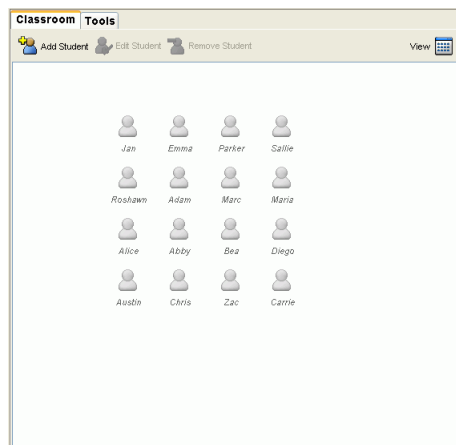 Classroom Tools
Add Student Edit Student Remove Student View
Jan Emma Parker Sallie
Roshawn Adam Marc Maria
Alice Abby Bea Diego
Austin Chris Zac Carrie